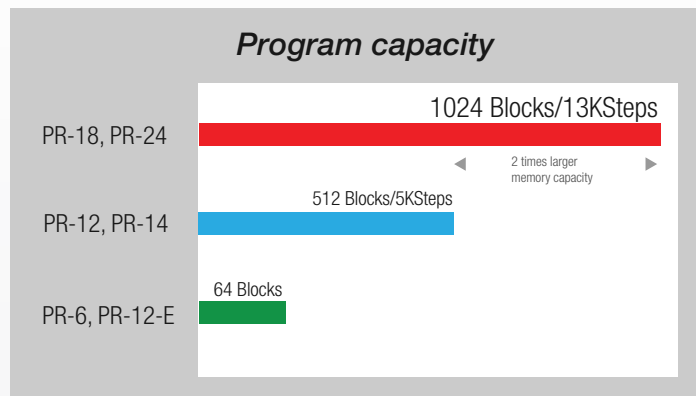 Program capacity
1024 Blocks/13KSteps
PR-18, PR-24
2 times larger
memory capacity
512 Blocks/5KSteps
PR-12, PR-14
64 Blocks
PR-6, PR-12-E